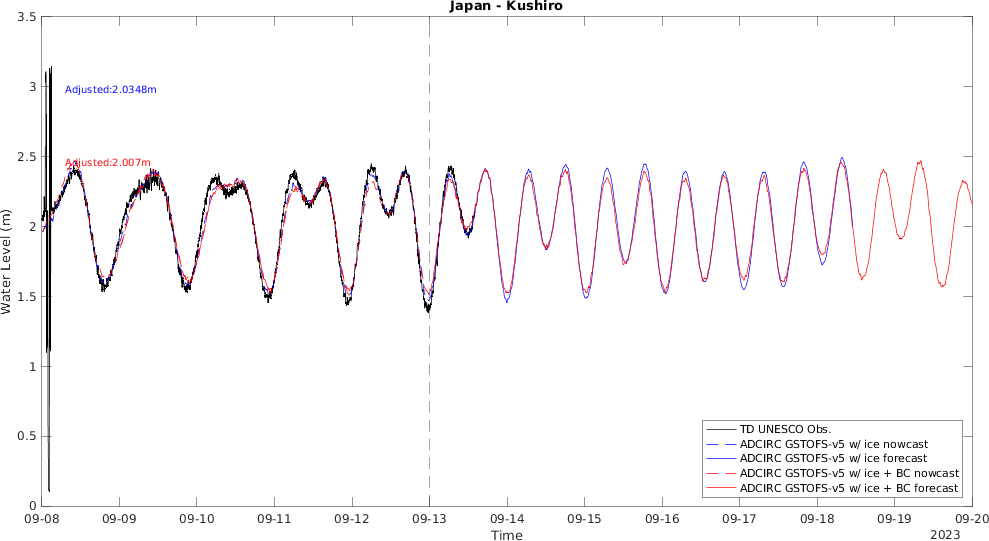 Japan - Kushiro
3.5
3
2.5
2
1.5
1
0.5
0
Water Level (m)
Adjusted:2.0348m
Adjusted:2.007m
TD UNESCO Obs.
ADCIRC GSTOFS-v5 w/ ice nowcast
ADCIRC GSTOFS-v5 w/ ice forecast
ADCIRC GSTOFS-v5 w/ ice + BC nowcast
ADCIRC GSTOFS-v5 w/ ice + BC forecast
09-08 09-09 09-10 09-11 09-12 09-13 09-14 09-15 09-16 09-17 09-18 09-19 09-20
Time
2023